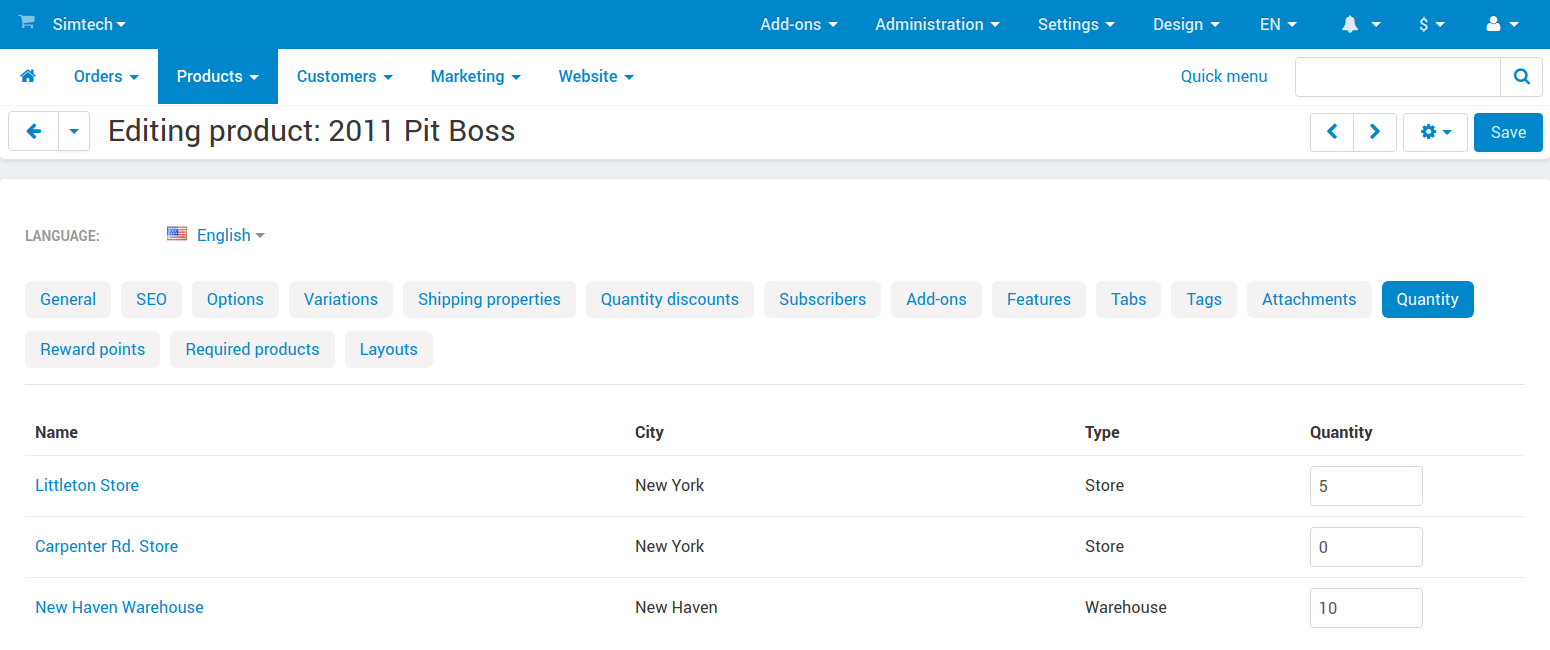 Simtech Add-ons Administration Settings Design EN $
Orders Products Customers Marketing Website Quick menu
Editing product: 2011 Pit Boss Save
LANGUAGE: English
General SEO Options Variations Shipping properties Quantity discounts Subscribers Add-ons Features Tabs Tags Attachments Quantity
Reward points Required products Layouts
Name City Type Quantity
Littleton Store New York Store 5
Carpenter Rd. Store New York Store 0
New Haven Warehouse New Haven Warehouse 10